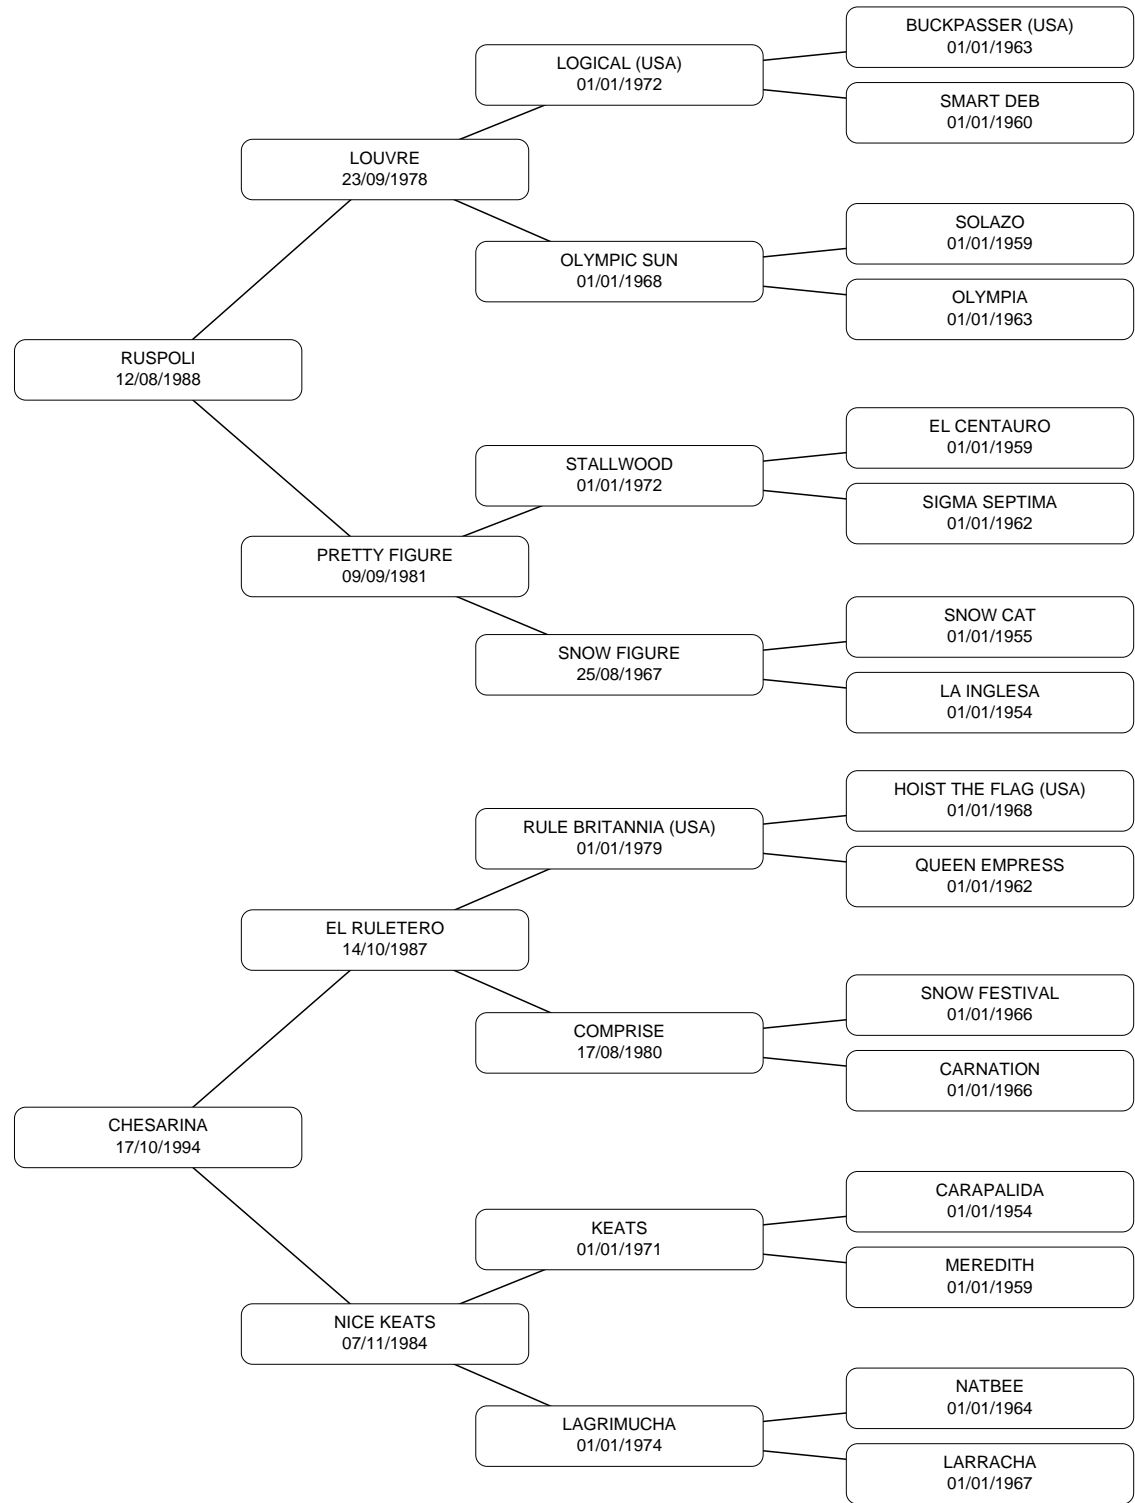 BUCKPASSER (USA)
01/01/1963
LOGICAL (USA)
01/01/1972
SMART DEB
01/01/1960
LOUVRE
23/09/1978
SOLAZO
01/01/1959
OLYMPIC SUN
01/01/1968
OLYMPIA
01/01/1963
RUSPOLI
12/08/1988
EL CENTAURO
01/01/1959
STALLWOOD
01/01/1972
SIGMA SEPTIMA
01/01/1962
PRETTY FIGURE
09/09/1981
SNOW CAT
01/01/1955
SNOW FIGURE
25/08/1967
LA INGLESA
01/01/1954
HOIST THE FLAG (USA)
01/01/1968
RULE BRITANNIA (USA)
01/01/1979
QUEEN EMPRESS
01/01/1962
EL RULETERO
14/10/1987
SNOW FESTIVAL
01/01/1966
COMPRISE
17/08/1980
CARNATION
01/01/1966
CHESARINA
17/10/1994
CARAPALIDA
01/01/1954
KEATS
01/01/1971
MEREDITH
01/01/1959
NICE KEATS
07/11/1984
NATBEE
01/01/1964
LAGRIMUCHA
01/01/1974
LARRACHA
01/01/1967